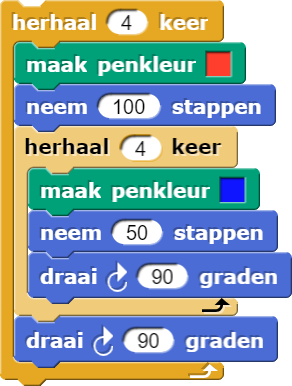 herhaal 4 keer
maak penkleur
neem 100 stappen
herhaal 4 keer
maak penkleur
neem 50 stappen
draai 90 graden
draai 90 graden